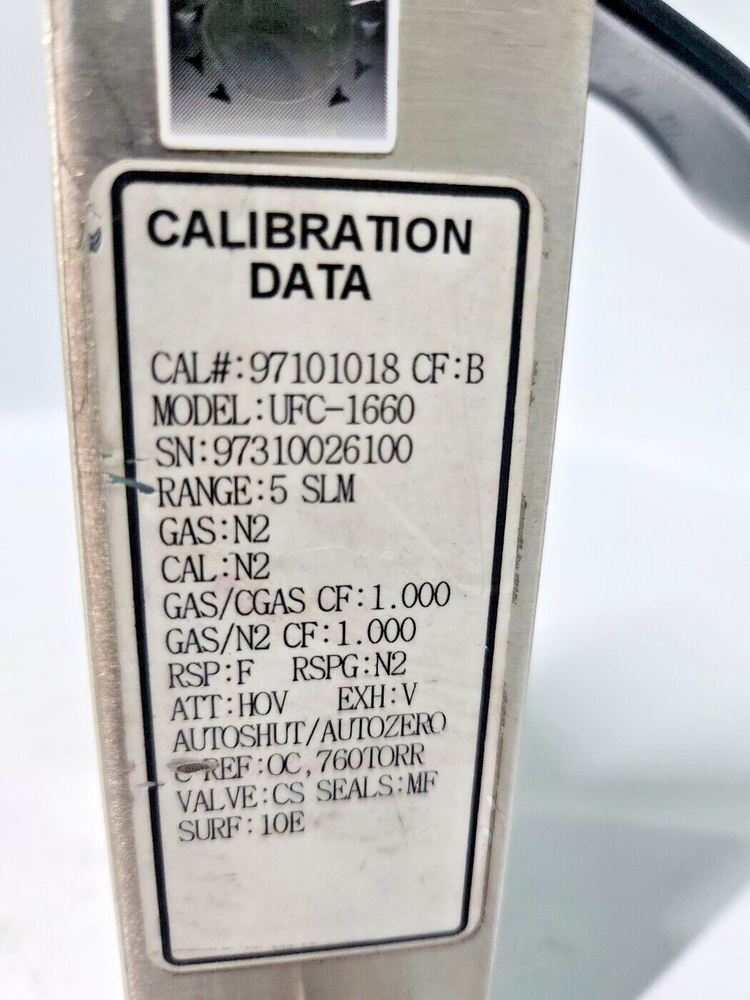 CALIBRATION
DATA
CAL#:97101018 CF:B
MODEL:UFC-1660
SN:97310026100
RANGE:5 SLM
GAS:N2
CAL:N2
GAS/CGAS CF:1.000
GAS/N2 CF:1.000
RSP:F RSPG:N2
ATT:HOV EXH:V
AUTOSHUT/AUTOZERO
C REF:0C,760TORR
VALVE:CS SEALS:MF
SURF:10E